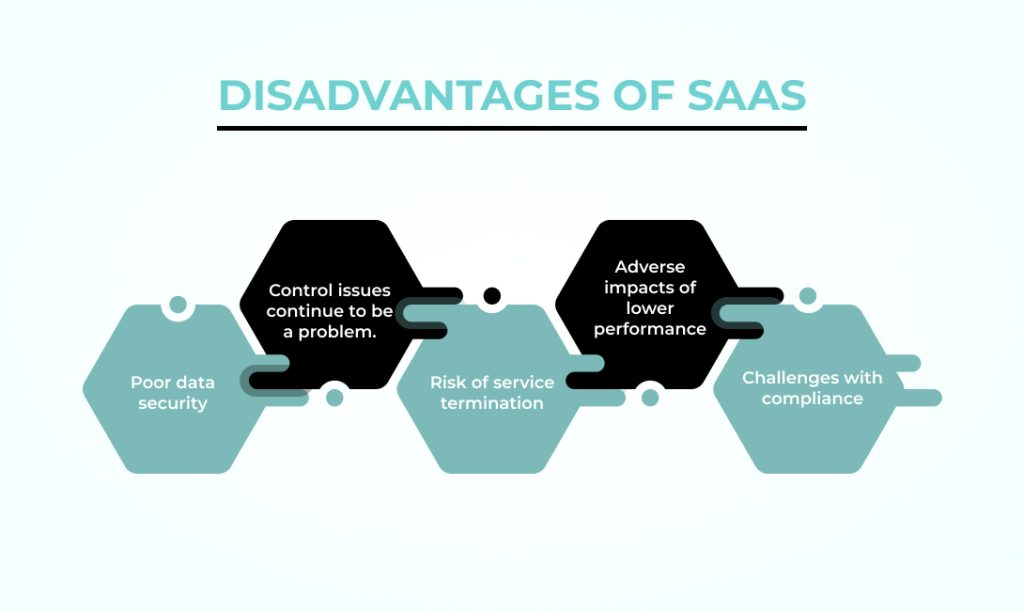 DISADVANTAGES OF SAAS
Poor data
security
Control issues
continue to be
a problem.
Risk of service
termination
Adverse
impacts of
lower
performance
Challenges with
compliance